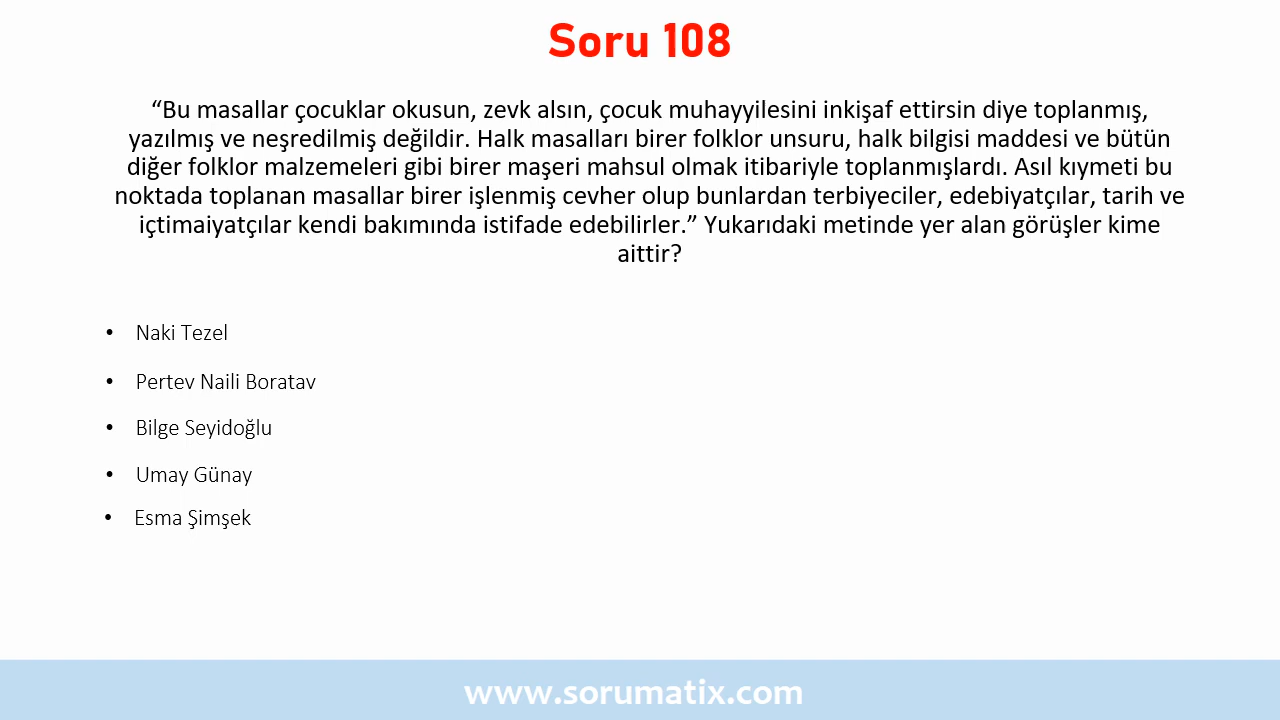 Soru 108
“Bu masallar çocuklar okusun, zevk alsın, çocuk muhayyilesini inkişaf ettirsin diye toplanmış,
yazılmış ve neşredilmiş değildir. Halk masalları birer folklor unsuru, halk bilgisi maddesi ve bütün
diğer folklor malzemeleri gibi birer maşeri mahsul olmak itibariyle toplanmışlardı. Asıl kıymeti bu
noktada toplanan masallar birer işlenmiş cevher olup bunlardan terbiyeciler, edebiyatçılar, tarih ve
içtimaiyatçılar kendi bakımında istifade edebilirler.” Yukarıdaki metinde yer alan görüşler kime
aittir?
• Naki Tezel
• Pertev Naili Boratav
• Bilge Seyidoğlu
• Umay Günay
• Esma Şimşek
www.sorumatix.com